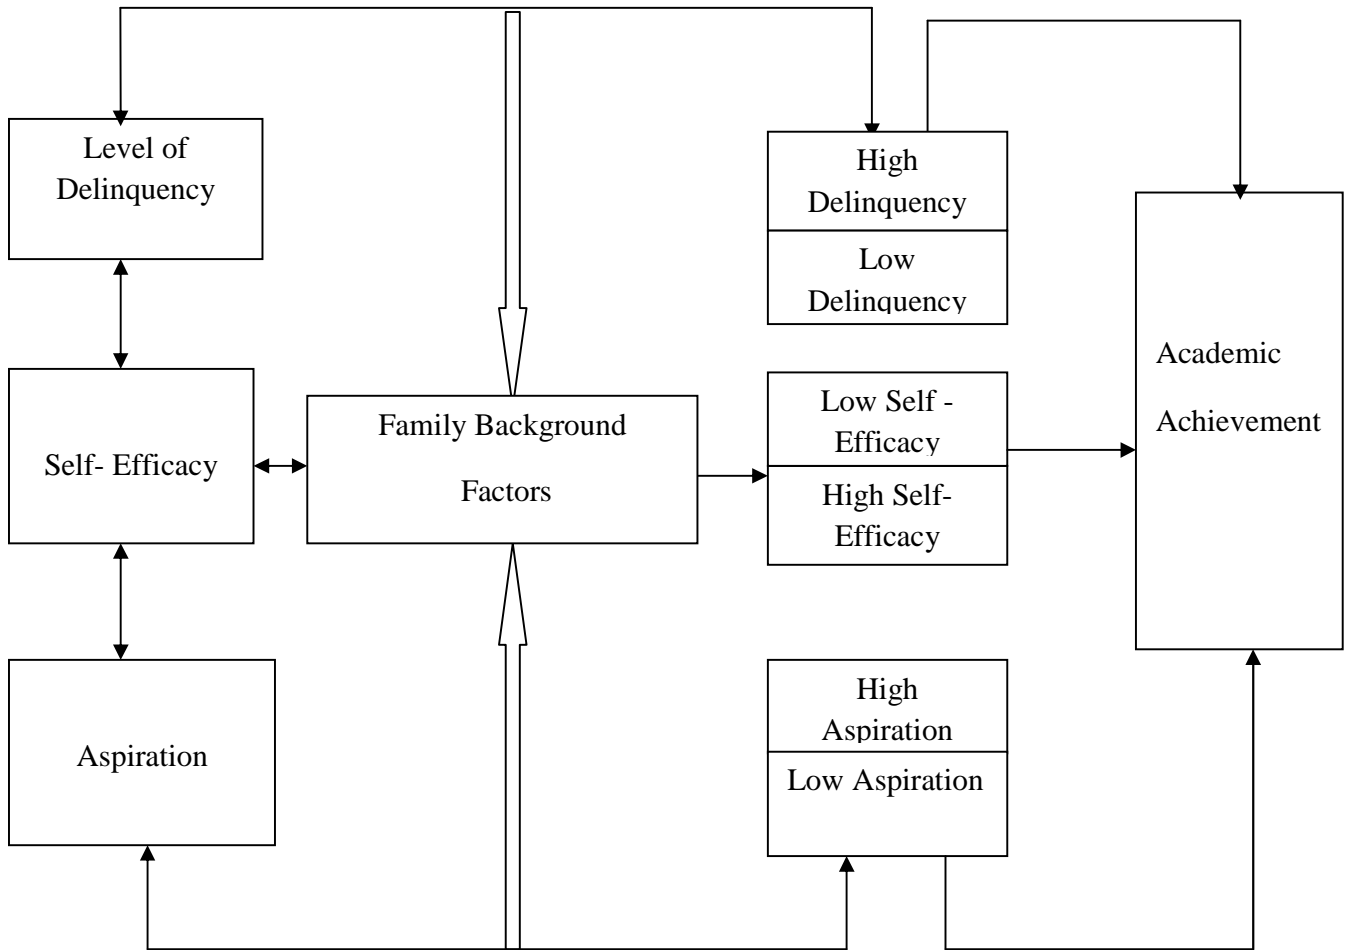 Level of
Delinquency
High
Delinquency
Low
Delinquency
Academic
Achievement
Family Background
Factors
Self- Efficacy
Low Self -
Efficacy
High Self-
Efficacy
Aspiration
High
Aspiration
Low Aspiration